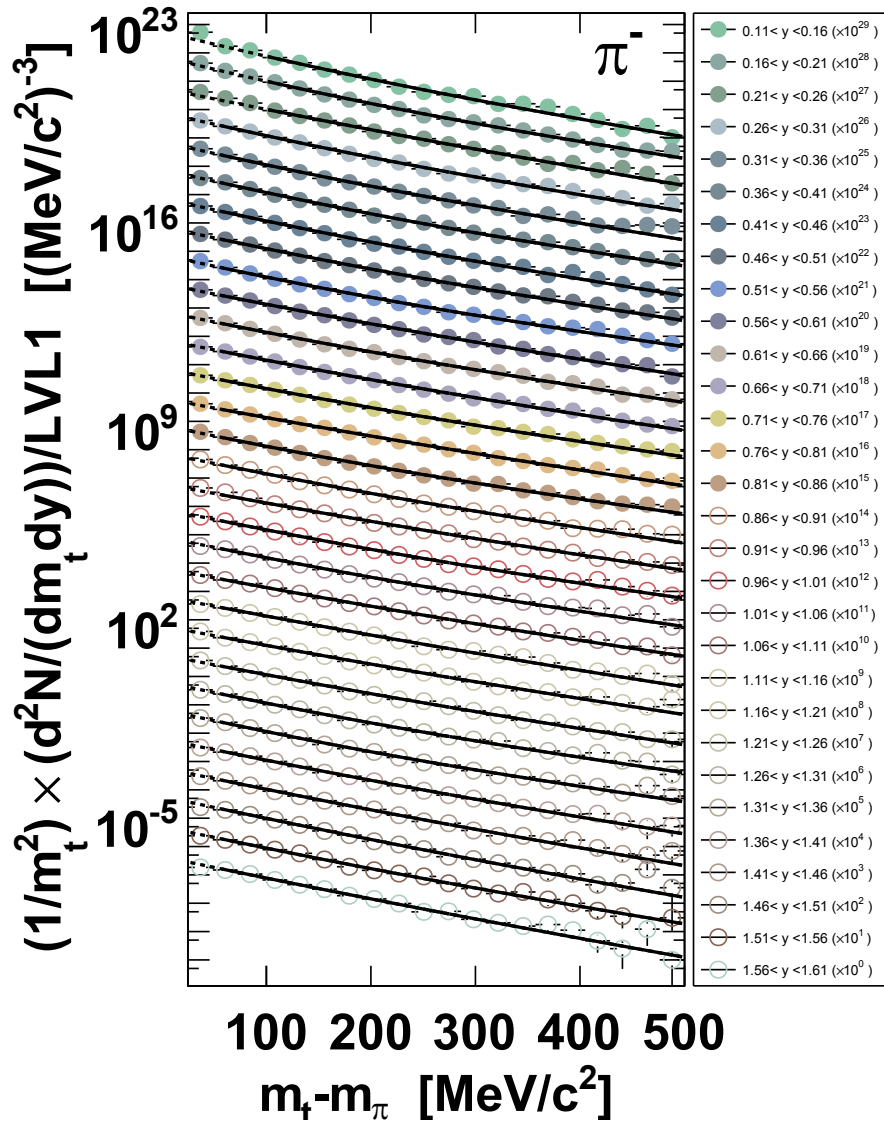 (1/m²ₜ) × (d²N/(dmₜ dy))/LVL1 [(MeV/c²)⁻³]
10²³
10¹⁶
10⁹
10²
10⁻⁵
π⁻
100 200 300 400 500
mₜ-m_π [MeV/c²]
0.11< y <0.16 (×10²⁹ )
0.16< y <0.21 (×10²⁸ )
0.21< y <0.26 (×10²⁷ )
0.26< y <0.31 (×10²⁶ )
0.31< y <0.36 (×10²⁵ )
0.36< y <0.41 (×10²⁴ )
0.41< y <0.46 (×10²³ )
0.46< y <0.51 (×10²² )
0.51< y <0.56 (×10²¹ )
0.56< y <0.61 (×10²⁰ )
0.61< y <0.66 (×10¹⁹ )
0.66< y <0.71 (×10¹⁸ )
0.71< y <0.76 (×10¹⁷ )
0.76< y <0.81 (×10¹⁶ )
0.81< y <0.86 (×10¹⁵ )
0.86< y <0.91 (×10¹⁴ )
0.91< y <0.96 (×10¹³ )
0.96< y <1.01 (×10¹² )
1.01< y <1.06 (×10¹¹ )
1.06< y <1.11 (×10¹⁰ )
1.11< y <1.16 (×10⁹ )
1.16< y <1.21 (×10⁸ )
1.21< y <1.26 (×10⁷ )
1.26< y <1.31 (×10⁶ )
1.31< y <1.36 (×10⁵ )
1.36< y <1.41 (×10⁴ )
1.41< y <1.46 (×10³ )
1.46< y <1.51 (×10² )
1.51< y <1.56 (×10¹ )
1.56< y <1.61 (×10⁰ )